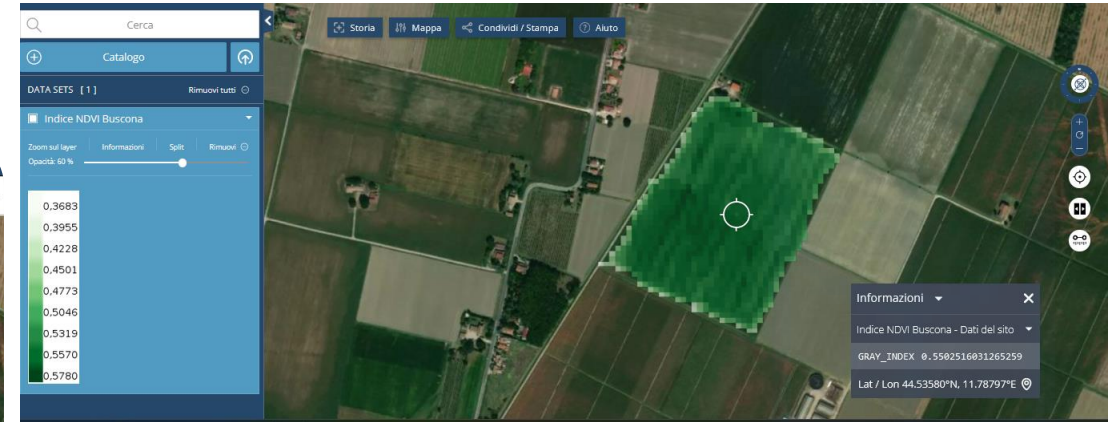 Cerca
Storia
Mappa
Condividi / Stampa
Aiuto
Catalogo
DATA SETS [ 1 ]
Rimuovi tutti
Indice NDVI Buscona
Zoom sul layer
Informazioni
Split
Rimuovi
Opacità: 60 %
0,3683
0,3955
0,4228
0,4501
0,4773
0,5046
0,5319
0,5570
0,5780
Informazioni
Indice NDVI Buscona - Dati del sito
GRAY_INDEX 0.5502516031265259
Lat / Lon 44.53580°N, 11.78797°E